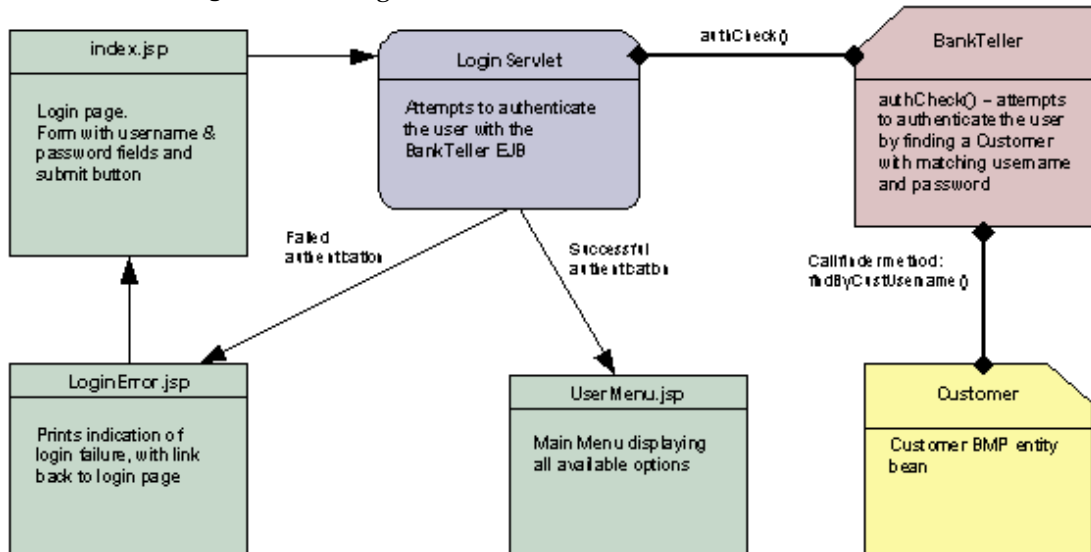 index.jsp
Login page.
Form with username &
password fields and
submit button
Login Servlet
Attempts to authenticate
the user with the
BankTeller EJB
authCheck()
BankTeller
authCheck() – attempts
to authenticate the user
by finding a Customer
with matching username
and password
Failed
authentication
Successful
authentication
Call finder method:
findByCustUsername()
LoginError.jsp
Prints indication of
login failure, with link
back to login page
UserMenu.jsp
Main Menu displaying
all available options
Customer
Customer BMP entity
bean